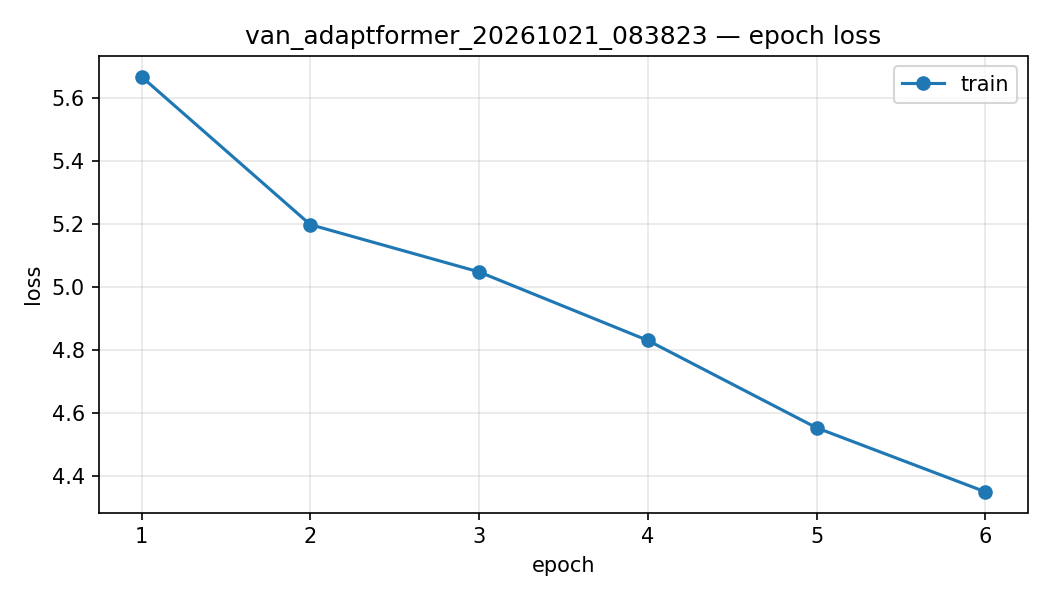 van_adaptformer_20261021_083823 — epoch loss
train
5.6
5.4
5.2
5.0
4.8
4.6
4.4
loss
1 2 3 4 5 6
epoch